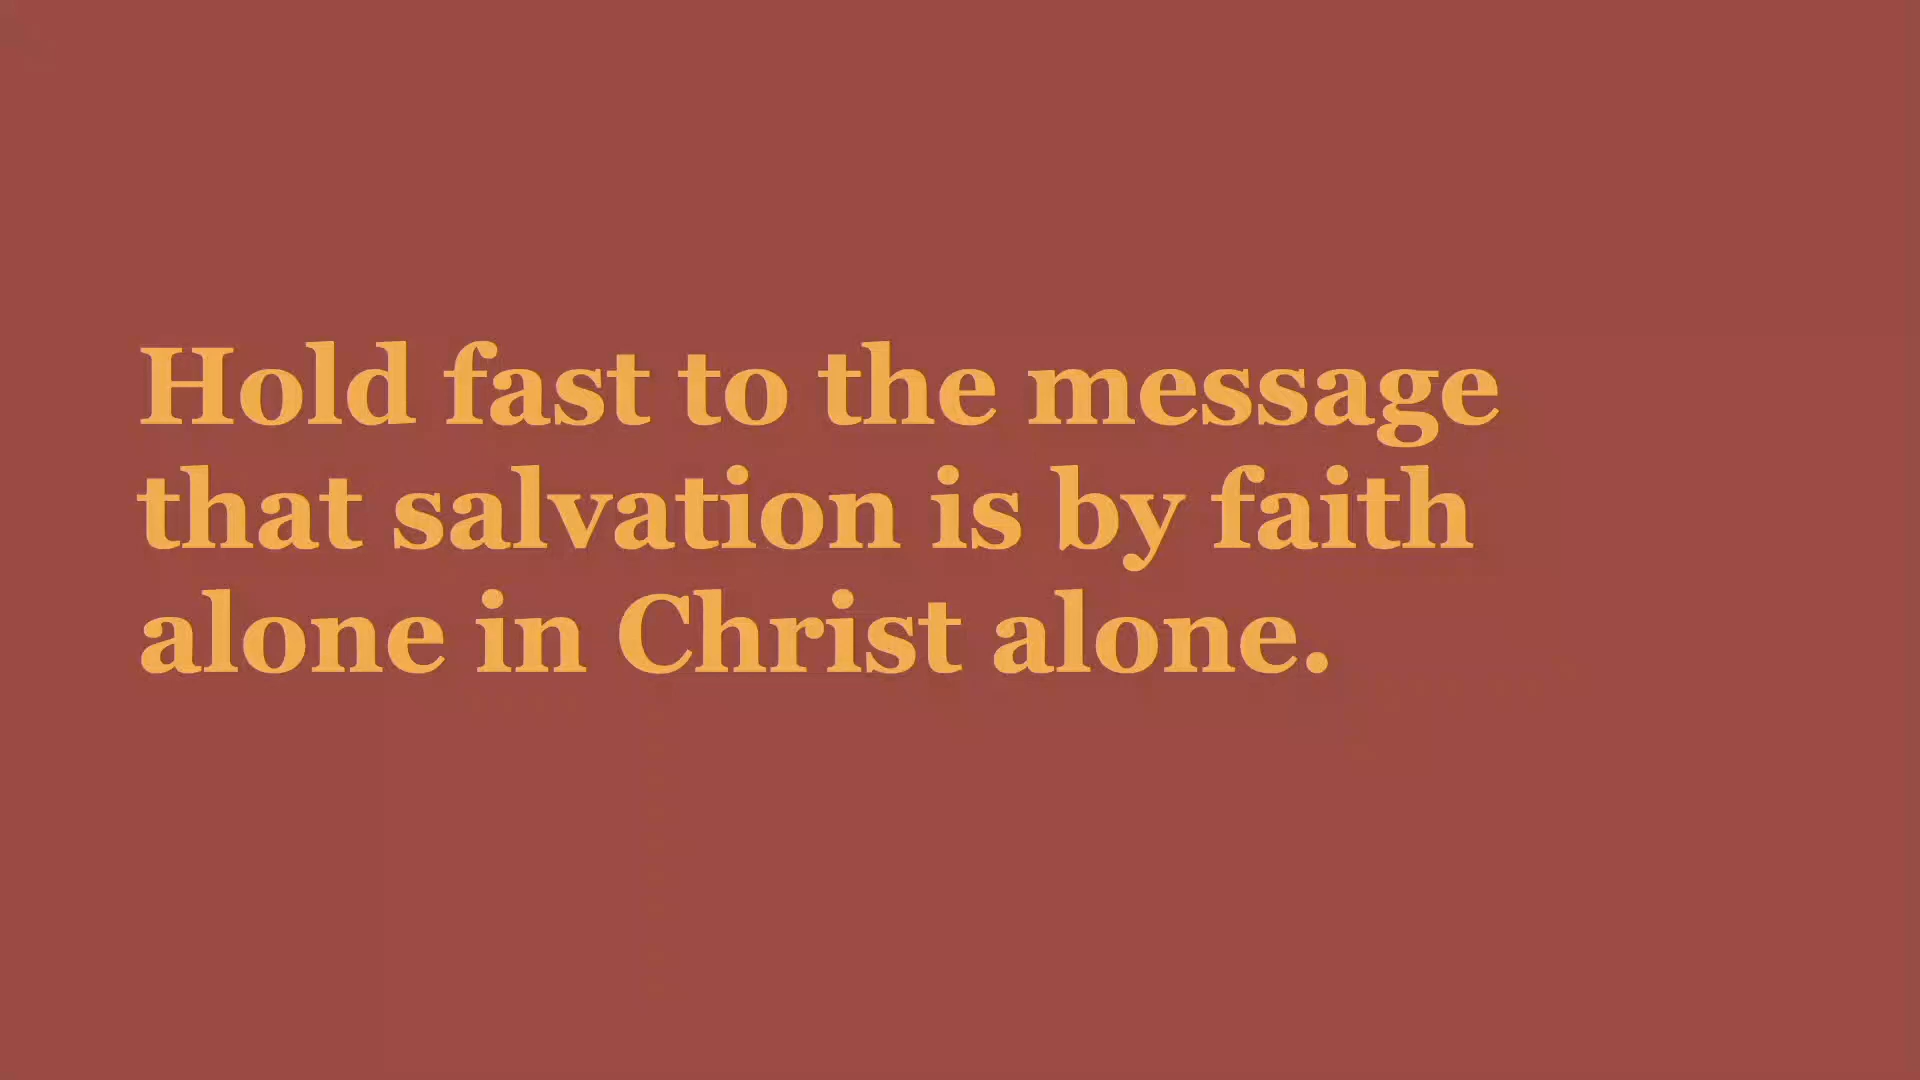 Hold fast to the message
that salvation is by faith
alone in Christ alone.